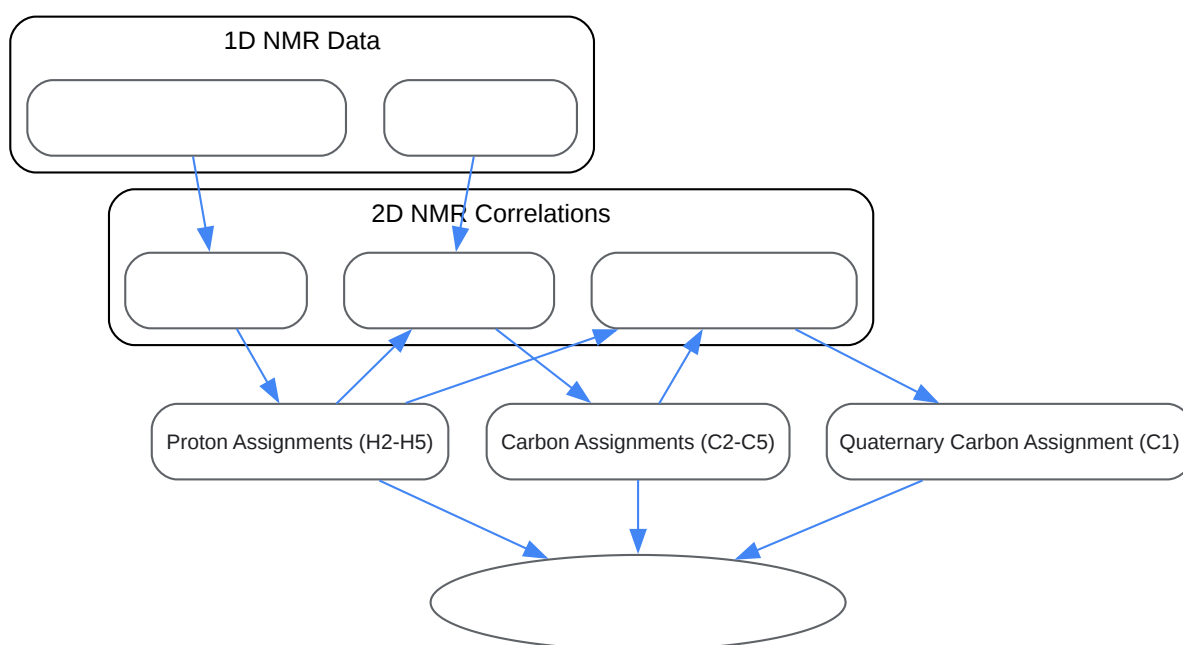 1D NMR Data
2D NMR Correlations
Proton Assignments (H2-H5)
Carbon Assignments (C2-C5)
Quaternary Carbon Assignment (C1)